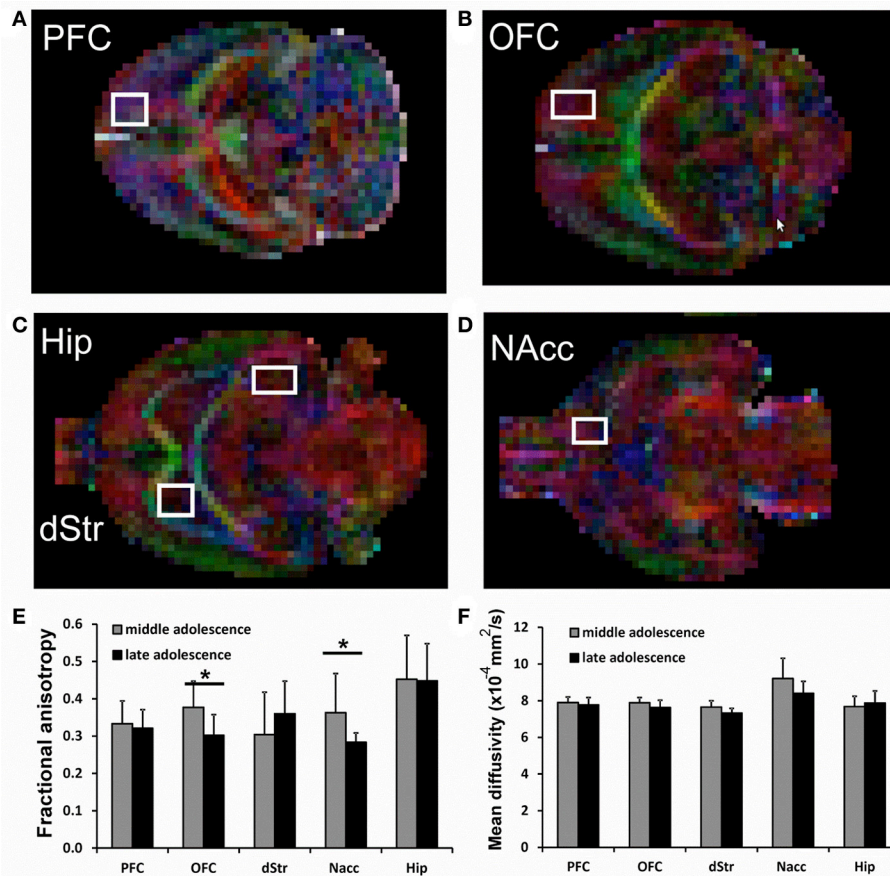 A
PFC
B
OFC
C
Hip
dStr
D
NAcc
E
Fractional anisotropy
0.6
0.5
0.4
0.3
0.2
0.1
0.0
middle adolescence
late adolescence
*
*
PFC OFC dStr Nacc Hip
F
Mean diffusivity (x10⁻⁴ mm²/s)
12
10
8
6
4
2
0
middle adolescence
late adolescence
PFC OFC dStr Nacc Hip